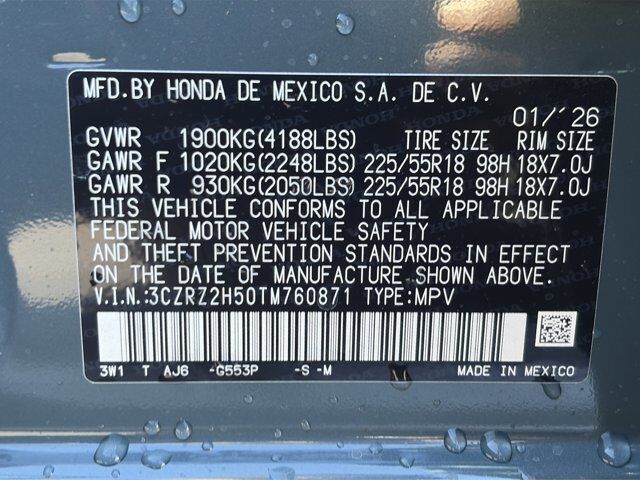 MFD.BY HONDA DE MEXICO S.A. DE C.V.
01/'26
GVWR 1900KG(4188LBS) TIRE SIZE RIM SIZE
GAWR F 1020KG(2248LBS) 225/55R18 98H 18X7.0J
GAWR R 930KG(2050LBS) 225/55R18 98H 18X7.0J
THIS VEHICLE CONFORMS TO ALL APPLICABLE
FEDERAL MOTOR VEHICLE SAFETY
AND THEFT PREVENTION STANDARDS IN EFFECT
ON THE DATE OF MANUFACTURE SHOWN ABOVE.
V.I.N.:3CZRZ2H50TM760871 TYPE:MPV
3W1 T AJ6 -G553P -S -M MADE IN MEXICO